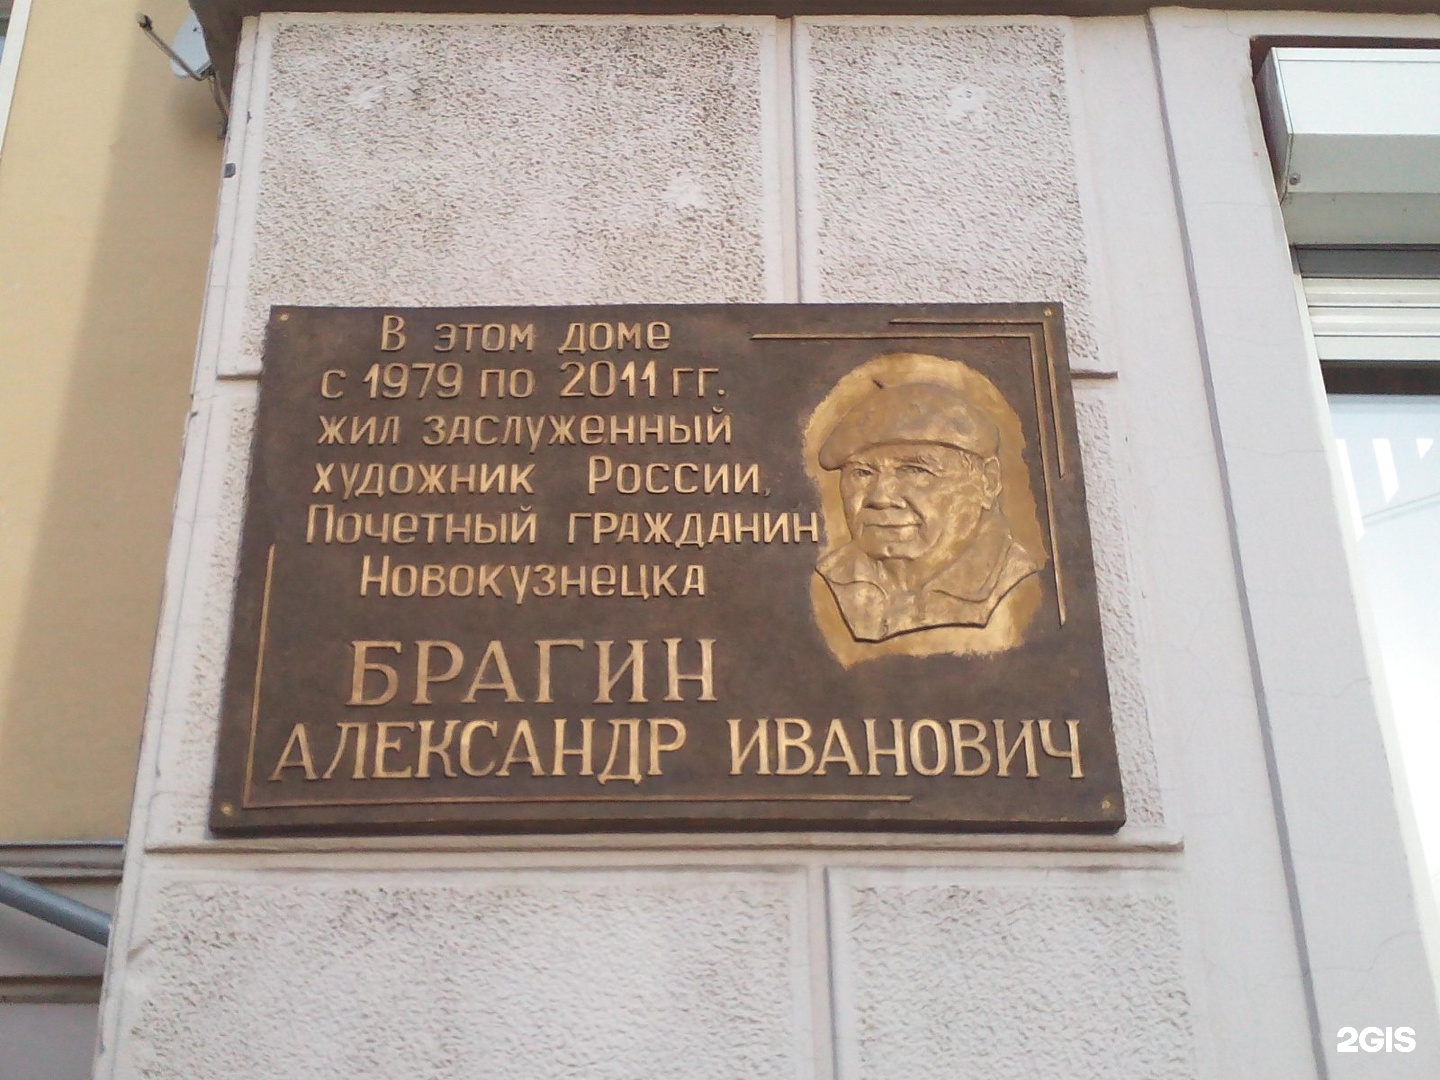 В этом доме
с 1979 по 2011 гг.
жил заслуженный
художник России,
Почетный гражданин
Новокузнецка
БРАГИН
АЛЕКСАНДР ИВАНОВИЧ
2GIS